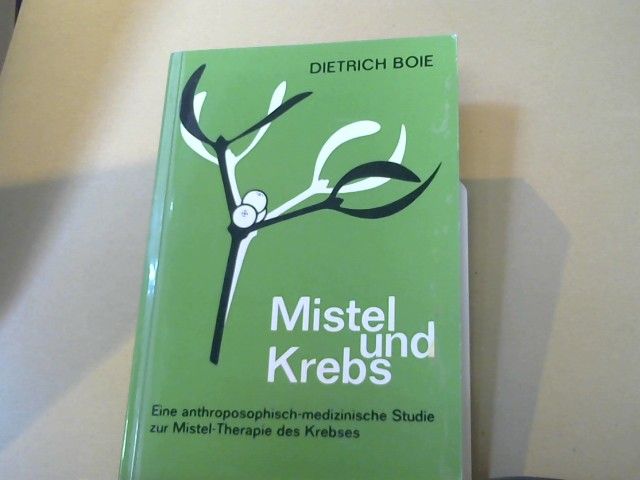 DIETRICH BOIE
Mistel
und
Krebs
Eine anthroposophisch-medizinische Studie
zur Mistel-Therapie des Krebses